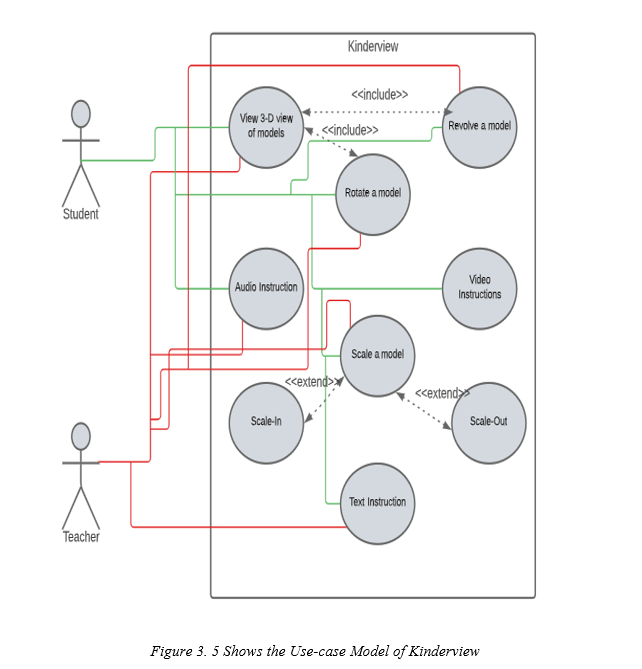 Kinderview
<<include>>
View 3-D view
of models
Revolve a model
<<include>>
Rotate a model
Student
Audio Instruction
Video
Instructions
Scale a model
<<extend>>
<<extend>>
Scale-In
Scale-Out
Text Instruction
Teacher
Figure 3. 5 Shows the Use-case Model of Kinderview